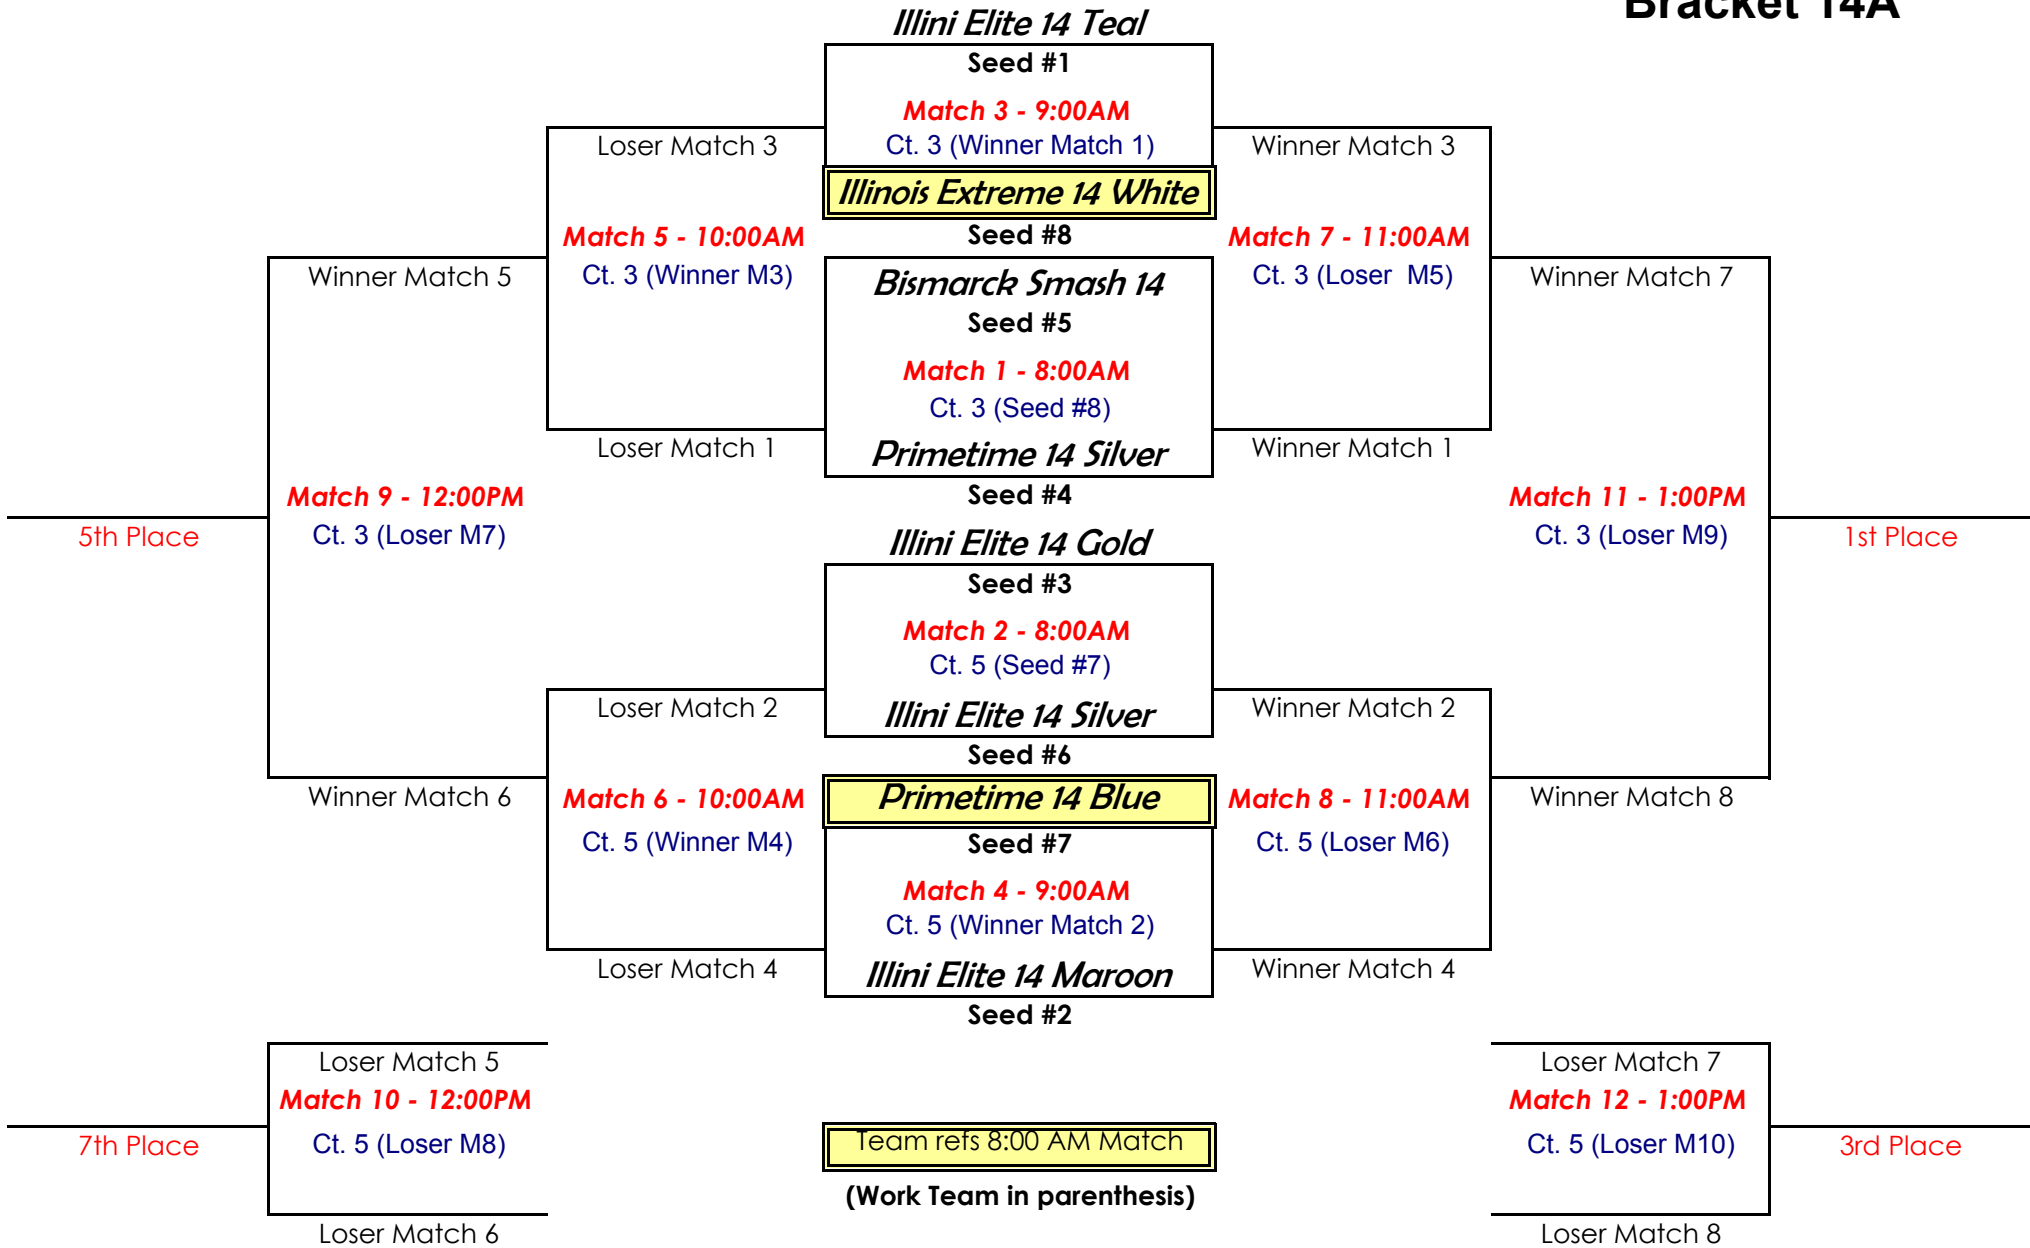 Bracket 14A
Illini Elite 14 Teal
Seed #1
Match 3 - 9:00AM
Ct. 3 (Winner Match 1)
Loser Match 3
Winner Match 3
Illinois Extreme 14 White
Seed #8
Match 5 - 10:00AM
Ct. 3 (Winner M3)
Match 7 - 11:00AM
Ct. 3 (Loser  M5)
Winner Match 5
Winner Match 7
Bismarck Smash 14
Seed #5
Match 1 - 8:00AM
Ct. 3 (Seed #8)
Loser Match 1
Primetime 14 Silver
Winner Match 1
Seed #4
Match 9 - 12:00PM
Ct. 3 (Loser M7)
5th Place
Match 11 - 1:00PM
Ct. 3 (Loser M9)
1st Place
Illini Elite 14 Gold
Seed #3
Match 2 - 8:00AM
Ct. 5 (Seed #7)
Loser Match 2
Illini Elite 14 Silver
Winner Match 2
Seed #6
Winner Match 6
Match 6 - 10:00AM
Ct. 5 (Winner M4)
Primetime 14 Blue
Seed #7
Match 8 - 11:00AM
Ct. 5 (Loser M6)
Winner Match 8
Match 4 - 9:00AM
Ct. 5 (Winner Match 2)
Loser Match 4
Illini Elite 14 Maroon
Winner Match 4
Seed #2
Loser Match 5
Match 10 - 12:00PM
Ct. 5 (Loser M8)
7th Place
Loser Match 6
Team refs 8:00 AM Match
(Work Team in parenthesis)
Loser Match 7
Match 12 - 1:00PM
Ct. 5 (Loser M10)
3rd Place
Loser Match 8